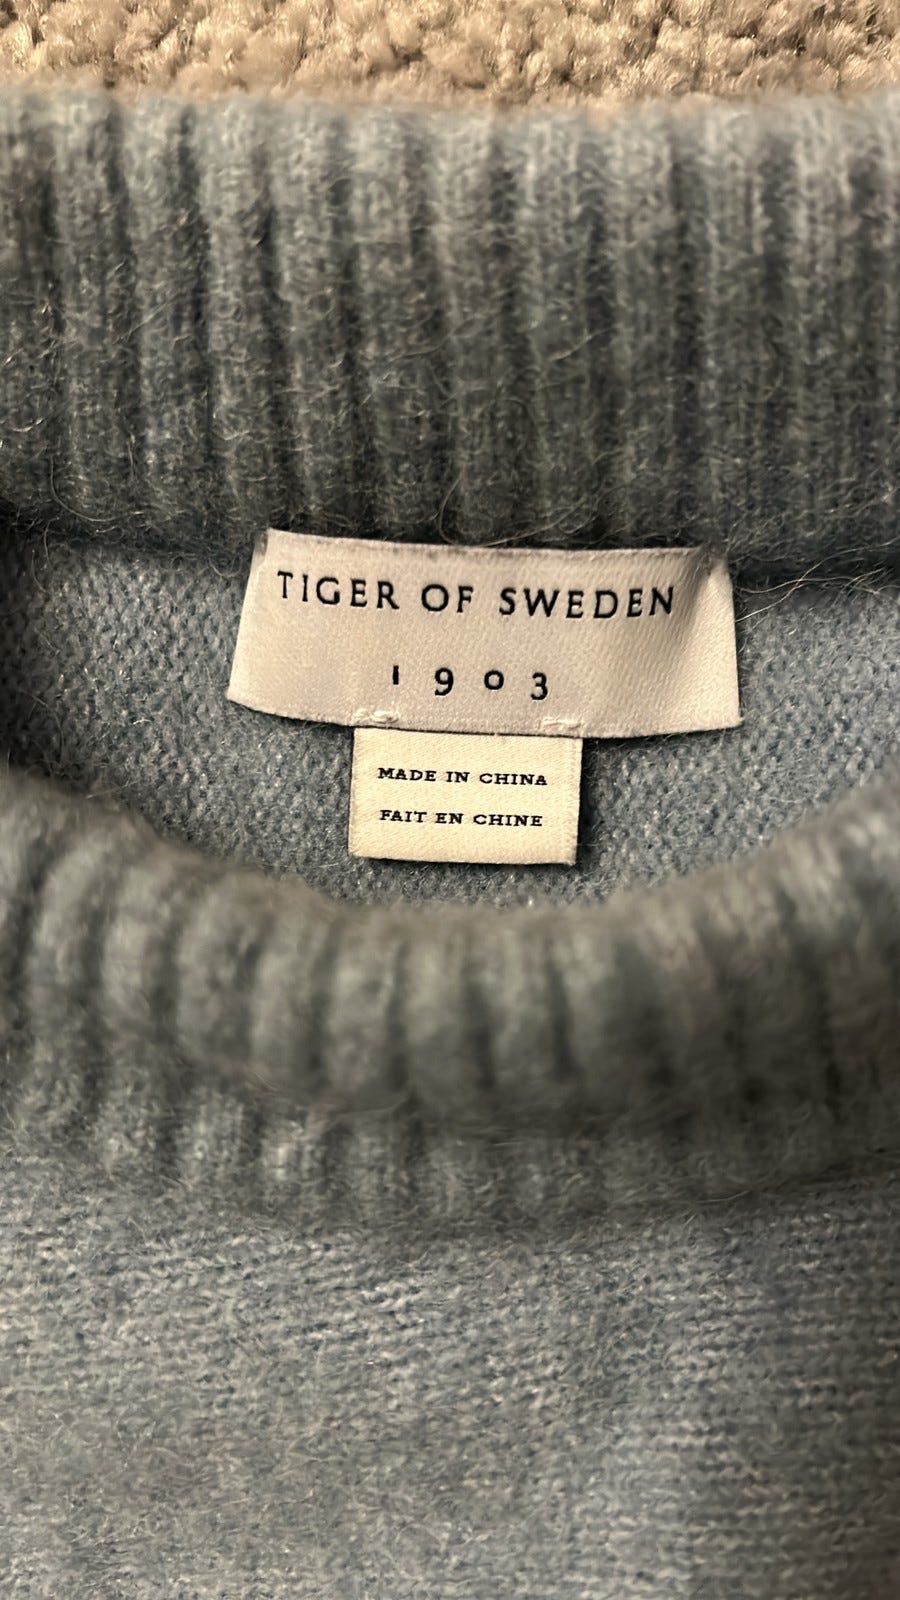 TIGER OF SWEDEN
1903
MADE IN CHINA
FAIT EN CHINE